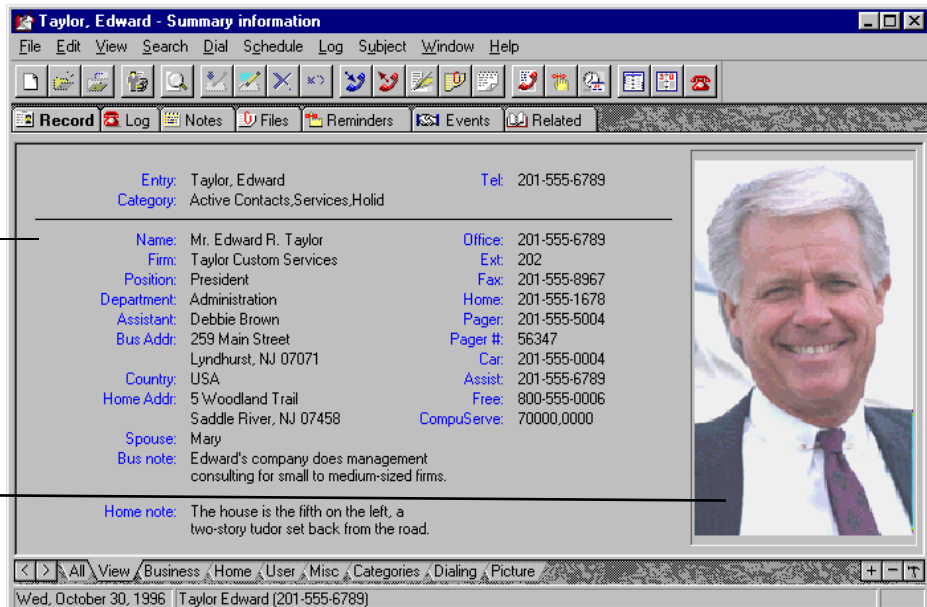 Taylor, Edward - Summary information
File Edit View Search Dial Schedule Log Subject Window Help
Record Log Notes Files Reminders Events Related
Entry: Taylor, Edward Tel: 201-555-6789
Category: Active Contacts,Services,Holid
Name: Mr. Edward R. Taylor Office: 201-555-6789
Firm: Taylor Custom Services Ext: 202
Position: President Fax: 201-555-8967
Department: Administration Home: 201-555-1678
Assistant: Debbie Brown Pager: 201-555-5004
Bus Addr: 259 Main Street Pager #: 56347
Lyndhurst, NJ 07071 Car: 201-555-0004
Country: USA Assist: 201-555-6789
Home Addr: 5 Woodland Trail Free: 800-555-0006
Saddle River, NJ 07458 CompuServe: 70000,0000
Spouse: Mary
Bus note: Edward's company does management
consulting for small to medium-sized firms.
Home note: The house is the fifth on the left, a
two-story tudor set back from the road.
All View Business Home User Misc Categories Dialing Picture
Wed, October 30, 1996 Taylor Edward (201-555-6789)